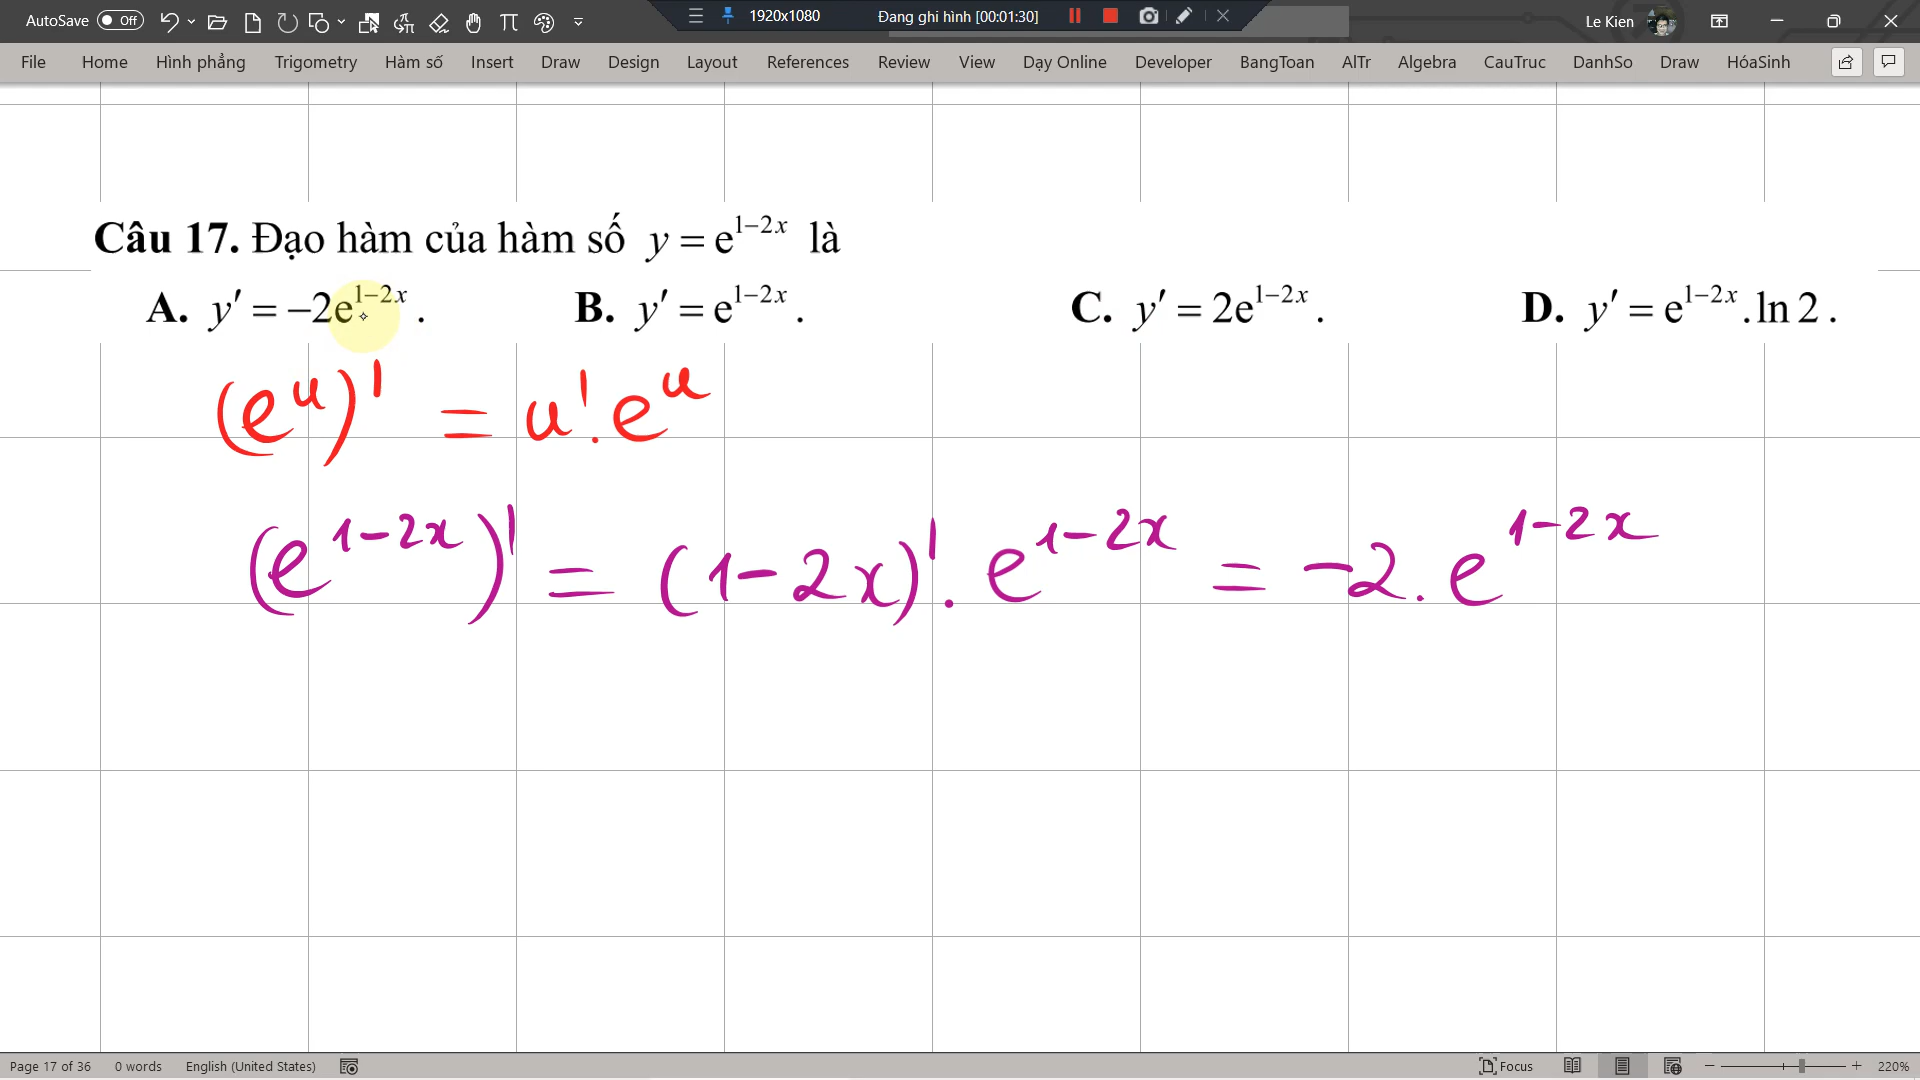 AutoSave Off 1920x1080 Đang ghi hình [00:01:30] Le Kien
File Home Hình phẳng Trigometry Hàm số Insert Draw Design Layout References Review View Dạy Online Developer BangToan AlTr Algebra CauTruc DanhSo Draw HóaSinh
Câu 17. Đạo hàm của hàm số y = e^{1−2x} là
A. y′ = −2e^{1−2x}. B. y′ = e^{1−2x}. C. y′ = 2e^{1−2x}. D. y′ = e^{1−2x}.ln 2.
(e^u)' = u'.e^u
(e^{1-2x})' = (1-2x)'.e^{1-2x} = -2.e^{1-2x}
Page 17 of 36 0 words English (United States) Focus 220%